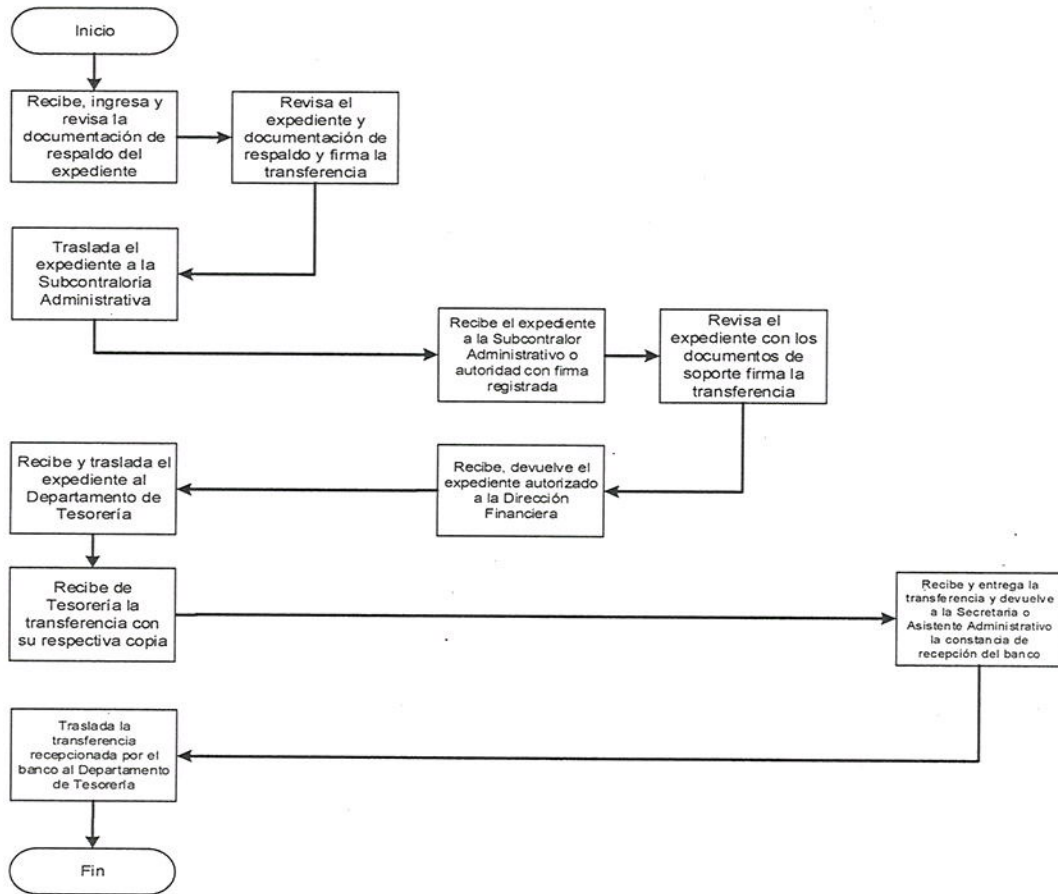 Inicio
Recibe, ingresa y
revisa la
documentación de
respaldo del
expediente
Revisa el
expediente y
documentación de
respaldo y firma la
transferencia
Traslada el
expediente a la
Subcontraloría
Administrativa
Recibe el expediente
a la Subcontralor
Administrativo o
autoridad con firma
registrada
Revisa el
expediente con los
documentos de
soporte firma la
transferencia
Recibe, devuelve el
expediente autorizado
a la Dirección
Financiera
Recibe y traslada el
expediente al
Departamento de
Tesorería
Recibe de
Tesorería la
transferencia con
su respectiva copia
Recibe y entrega la
transferencia y devuelve
a la Secretaria o
Asistente Administrativo
la constancia de
recepción del banco
Traslada la
transferencia
recepcionada por el
banco al Departamento
de Tesorería
Fin